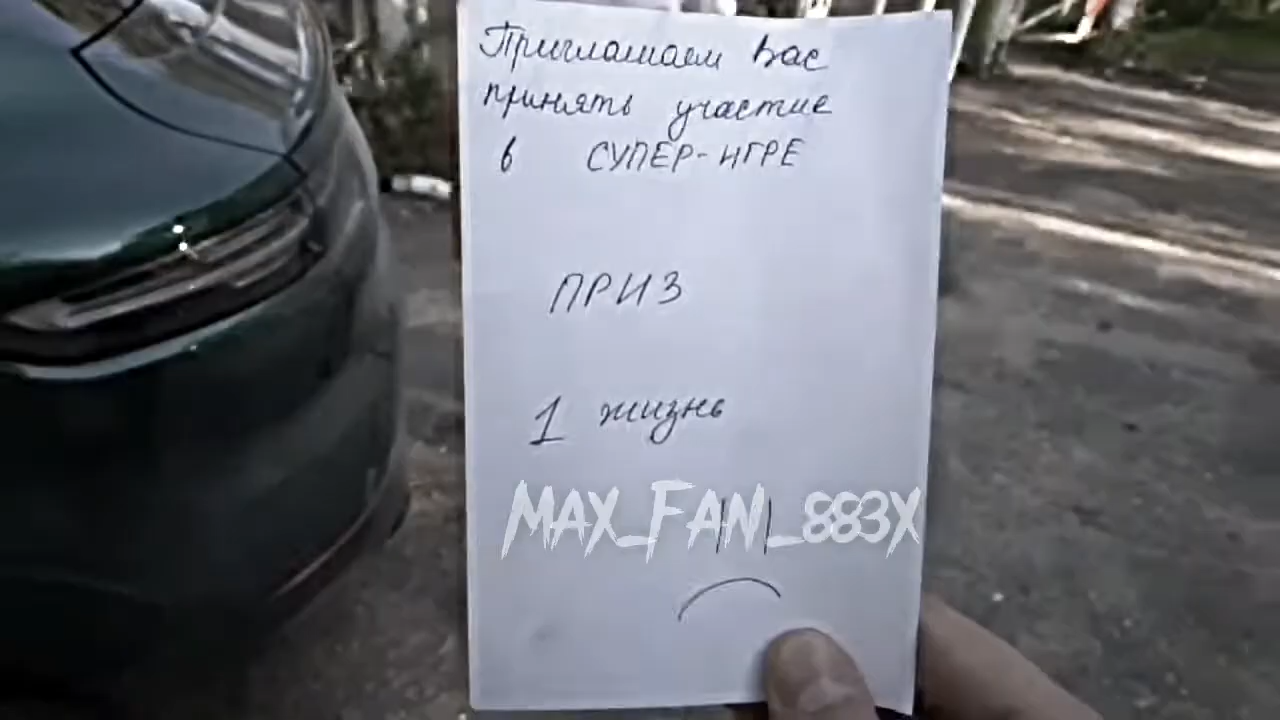 Приглашаем Вас
принять участие
в СУПЕР-ИГРЕ
ПРИЗ
1 жизнь
MAX_FAN_883X